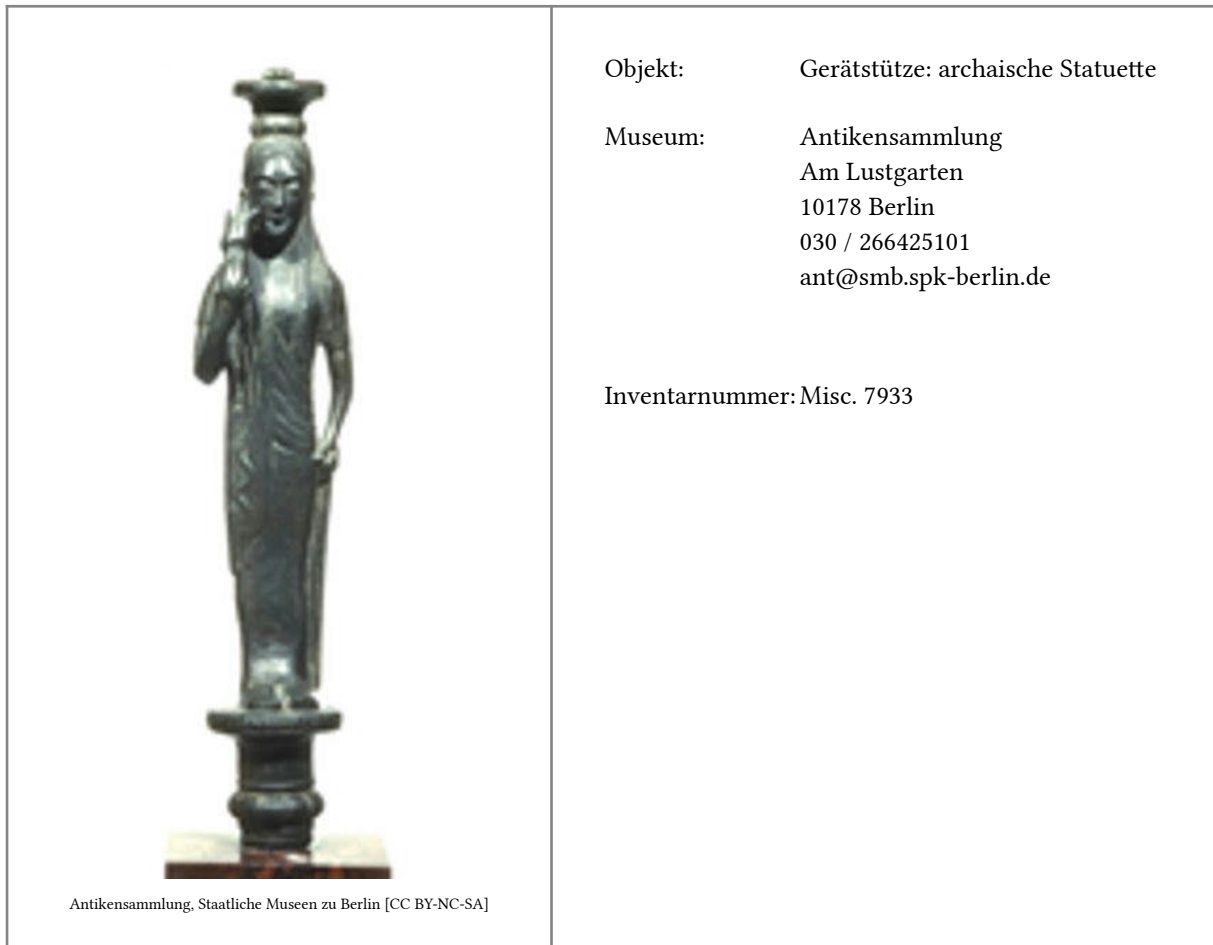 Antikensammlung, Staatliche Museen zu Berlin [CC BY-NC-SA]
Objekt: Gerätstütze: archaische Statuette
Museum: Antikensammlung
Am Lustgarten
10178 Berlin
030 / 266425101
ant@smb.spk-berlin.de
Inventarnummer: Misc. 7933